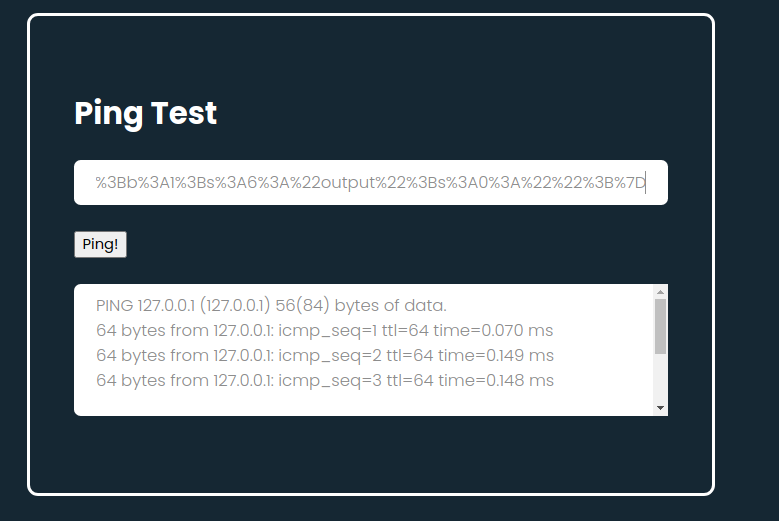 Ping Test
%3Bb%3A1%3Bs%3A6%3A%22output%22%3Bs%3A0%3A%22%22%3B%7D
Ping!
PING 127.0.0.1 (127.0.0.1) 56(84) bytes of data.
64 bytes from 127.0.0.1: icmp_seq=1 ttl=64 time=0.070 ms
64 bytes from 127.0.0.1: icmp_seq=2 ttl=64 time=0.149 ms
64 bytes from 127.0.0.1: icmp_seq=3 ttl=64 time=0.148 ms